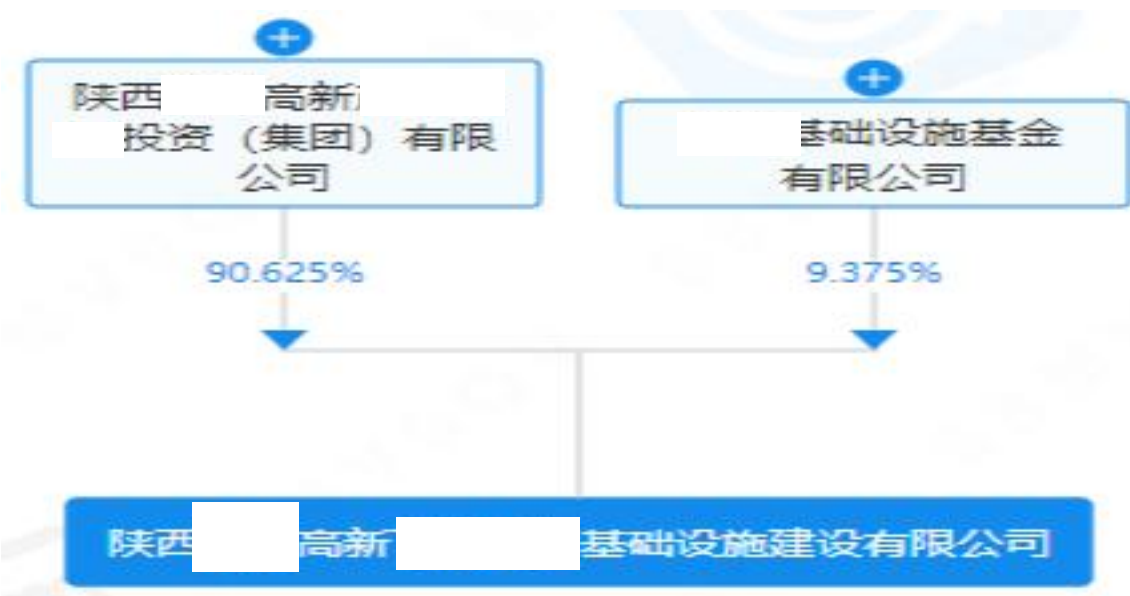 陕西 高新
投资（集团）有限
公司
基础设施基金
有限公司
90.625%
9.375%
陕西 高新 基础设施建设有限公司